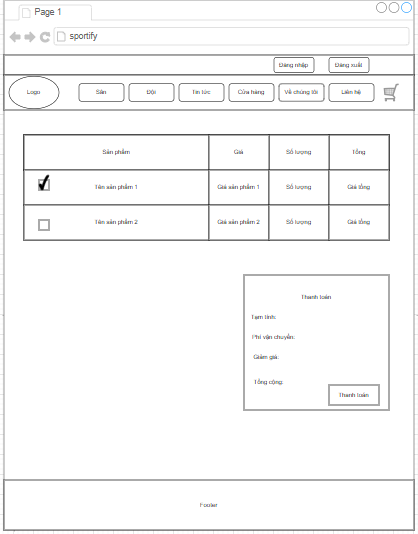 Page 1
sportify
Đăng nhập
Đăng xuất
Logo
Sân
Đội
Tin tức
Cửa hàng
Về chúng tôi
Liên hệ
Sản phẩm
Giá
Số lượng
Tổng
Tên sản phẩm 1
Giá sản phẩm 1
Số lượng
Giá tổng
Tên sản phẩm 2
Giá sản phẩm 2
Số lượng
Giá tổng
Thanh toán
Tạm tính:
Phí vận chuyển:
Giảm giá:
Tổng cộng:
Thanh toán
Footer